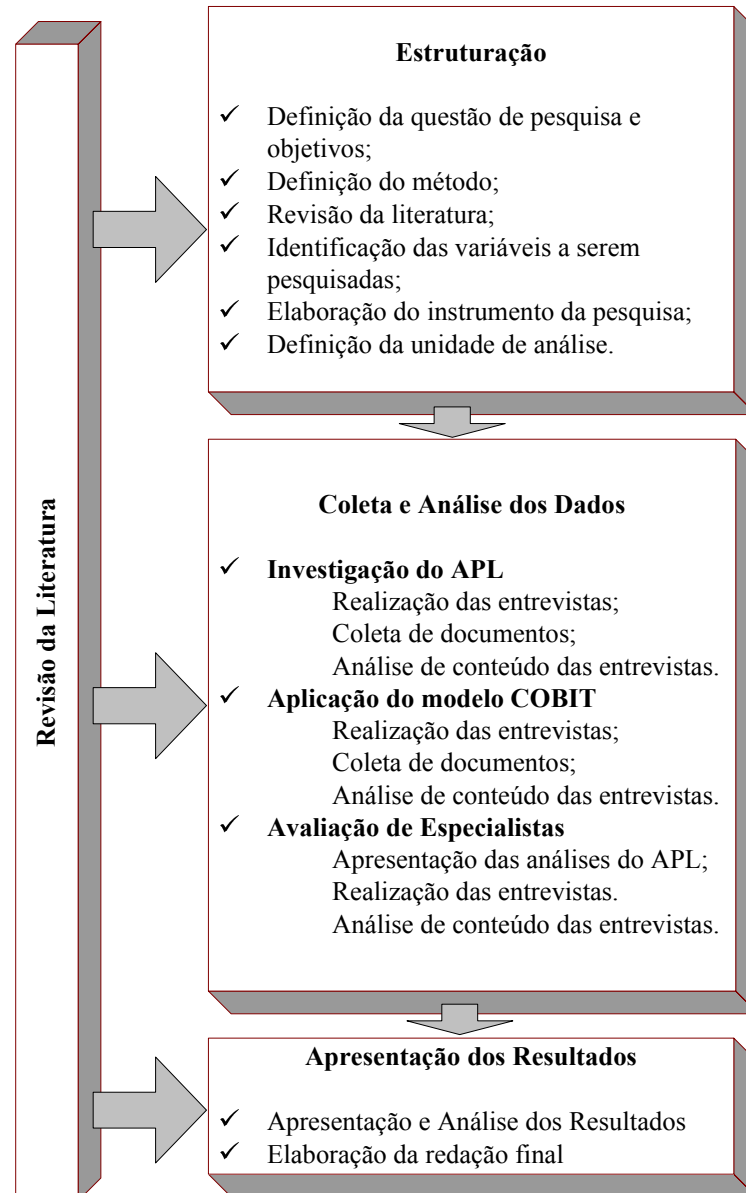 Revisão da Literatura
Estruturação
✓ Definição da questão de pesquisa e
objetivos;
✓ Definição do método;
✓ Revisão da literatura;
✓ Identificação das variáveis a serem
pesquisadas;
✓ Elaboração do instrumento da pesquisa;
✓ Definição da unidade de análise.
Coleta e Análise dos Dados
✓ Investigação do APL
Realização das entrevistas;
Coleta de documentos;
Análise de conteúdo das entrevistas.
✓ Aplicação do modelo COBIT
Realização das entrevistas;
Coleta de documentos;
Análise de conteúdo das entrevistas.
✓ Avaliação de Especialistas
Apresentação das análises do APL;
Realização das entrevistas.
Análise de conteúdo das entrevistas.
Apresentação dos Resultados
✓ Apresentação e Análise dos Resultados
✓ Elaboração da redação final